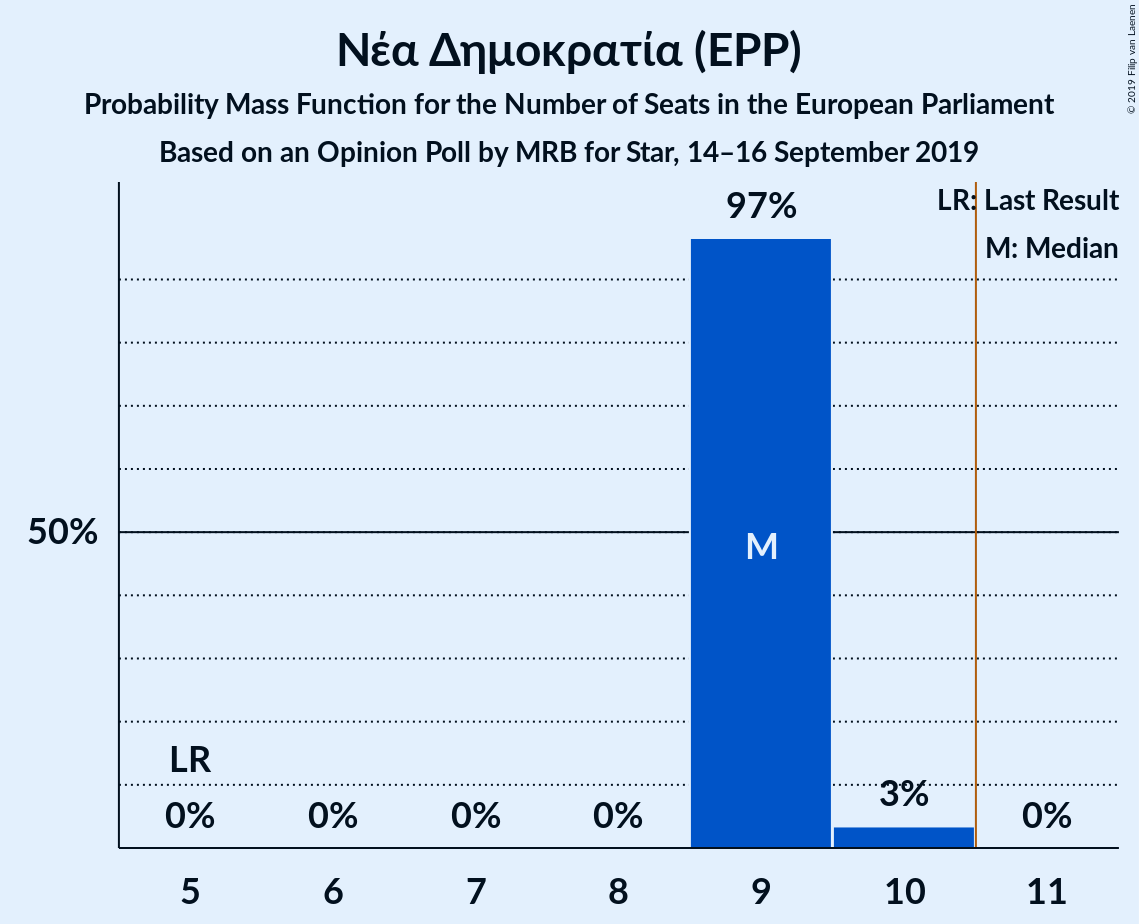 Νέα Δημοκρατία (EPP)
Probability Mass Function for the Number of Seats in the European Parliament
Based on an Opinion Poll by MRB for Star, 14–16 September 2019
© 2019 Filip van Laenen
LR: Last Result
M: Median
97%
50%
M
LR
0%
0%
0%
0%
3%
0%
5
6
7
8
9
10
11